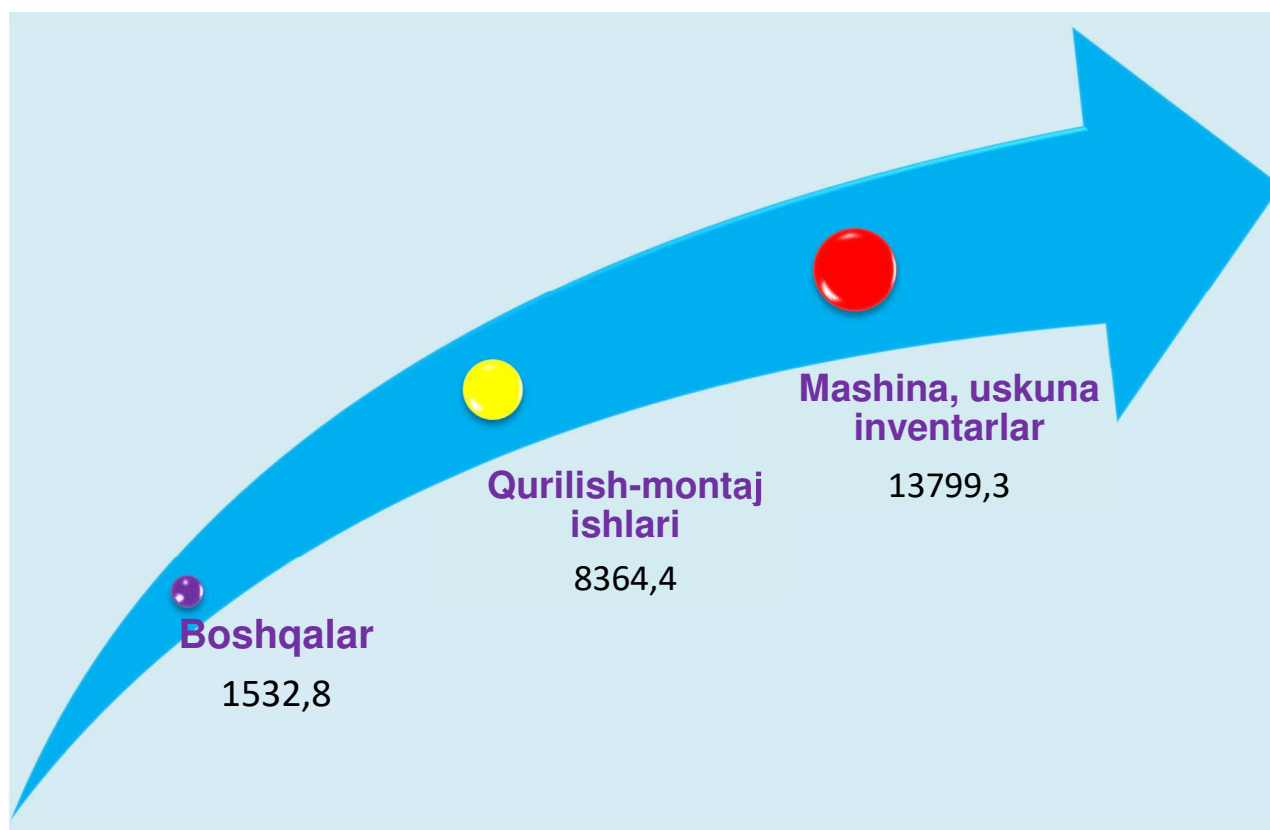 Mashina, uskuna
inventarlar
13799,3
Qurilish-montaj
ishlari
8364,4
Boshqalar
1532,8